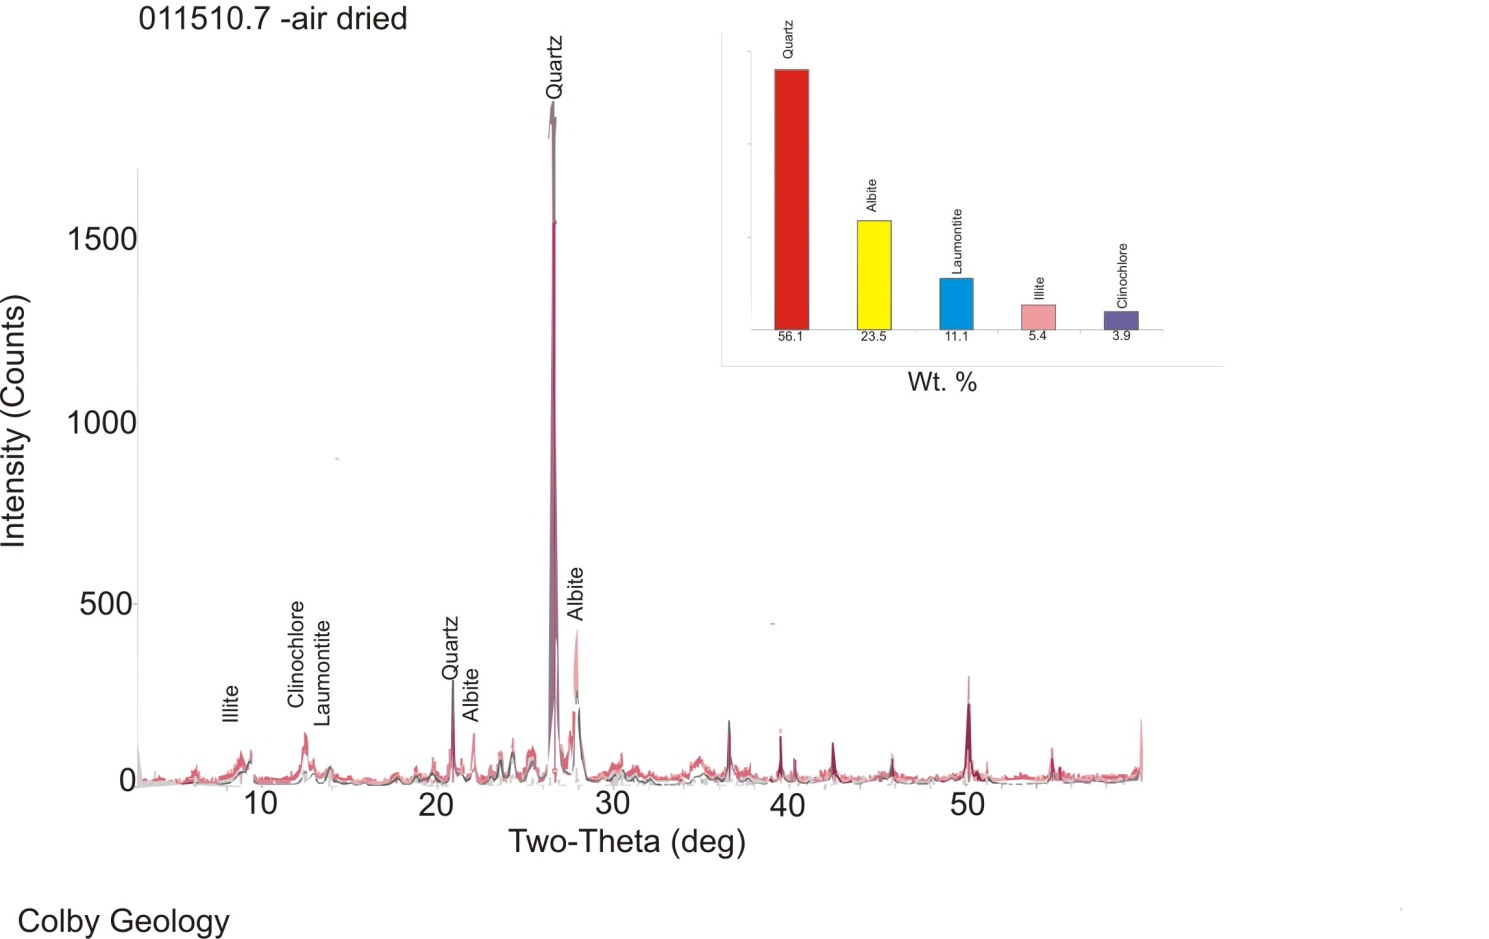 011510.7 -air dried
Quartz
Quartz
Albite
Laumontite
Illite
Clinochlore
56.1 23.5 11.1 5.4 3.9
Wt. %
Intensity (Counts)
1500
1000
500
0
Illite
Clinochlore
Laumontite
Quartz
Albite
Albite
10 20 30 40 50
Two-Theta (deg)
Colby Geology